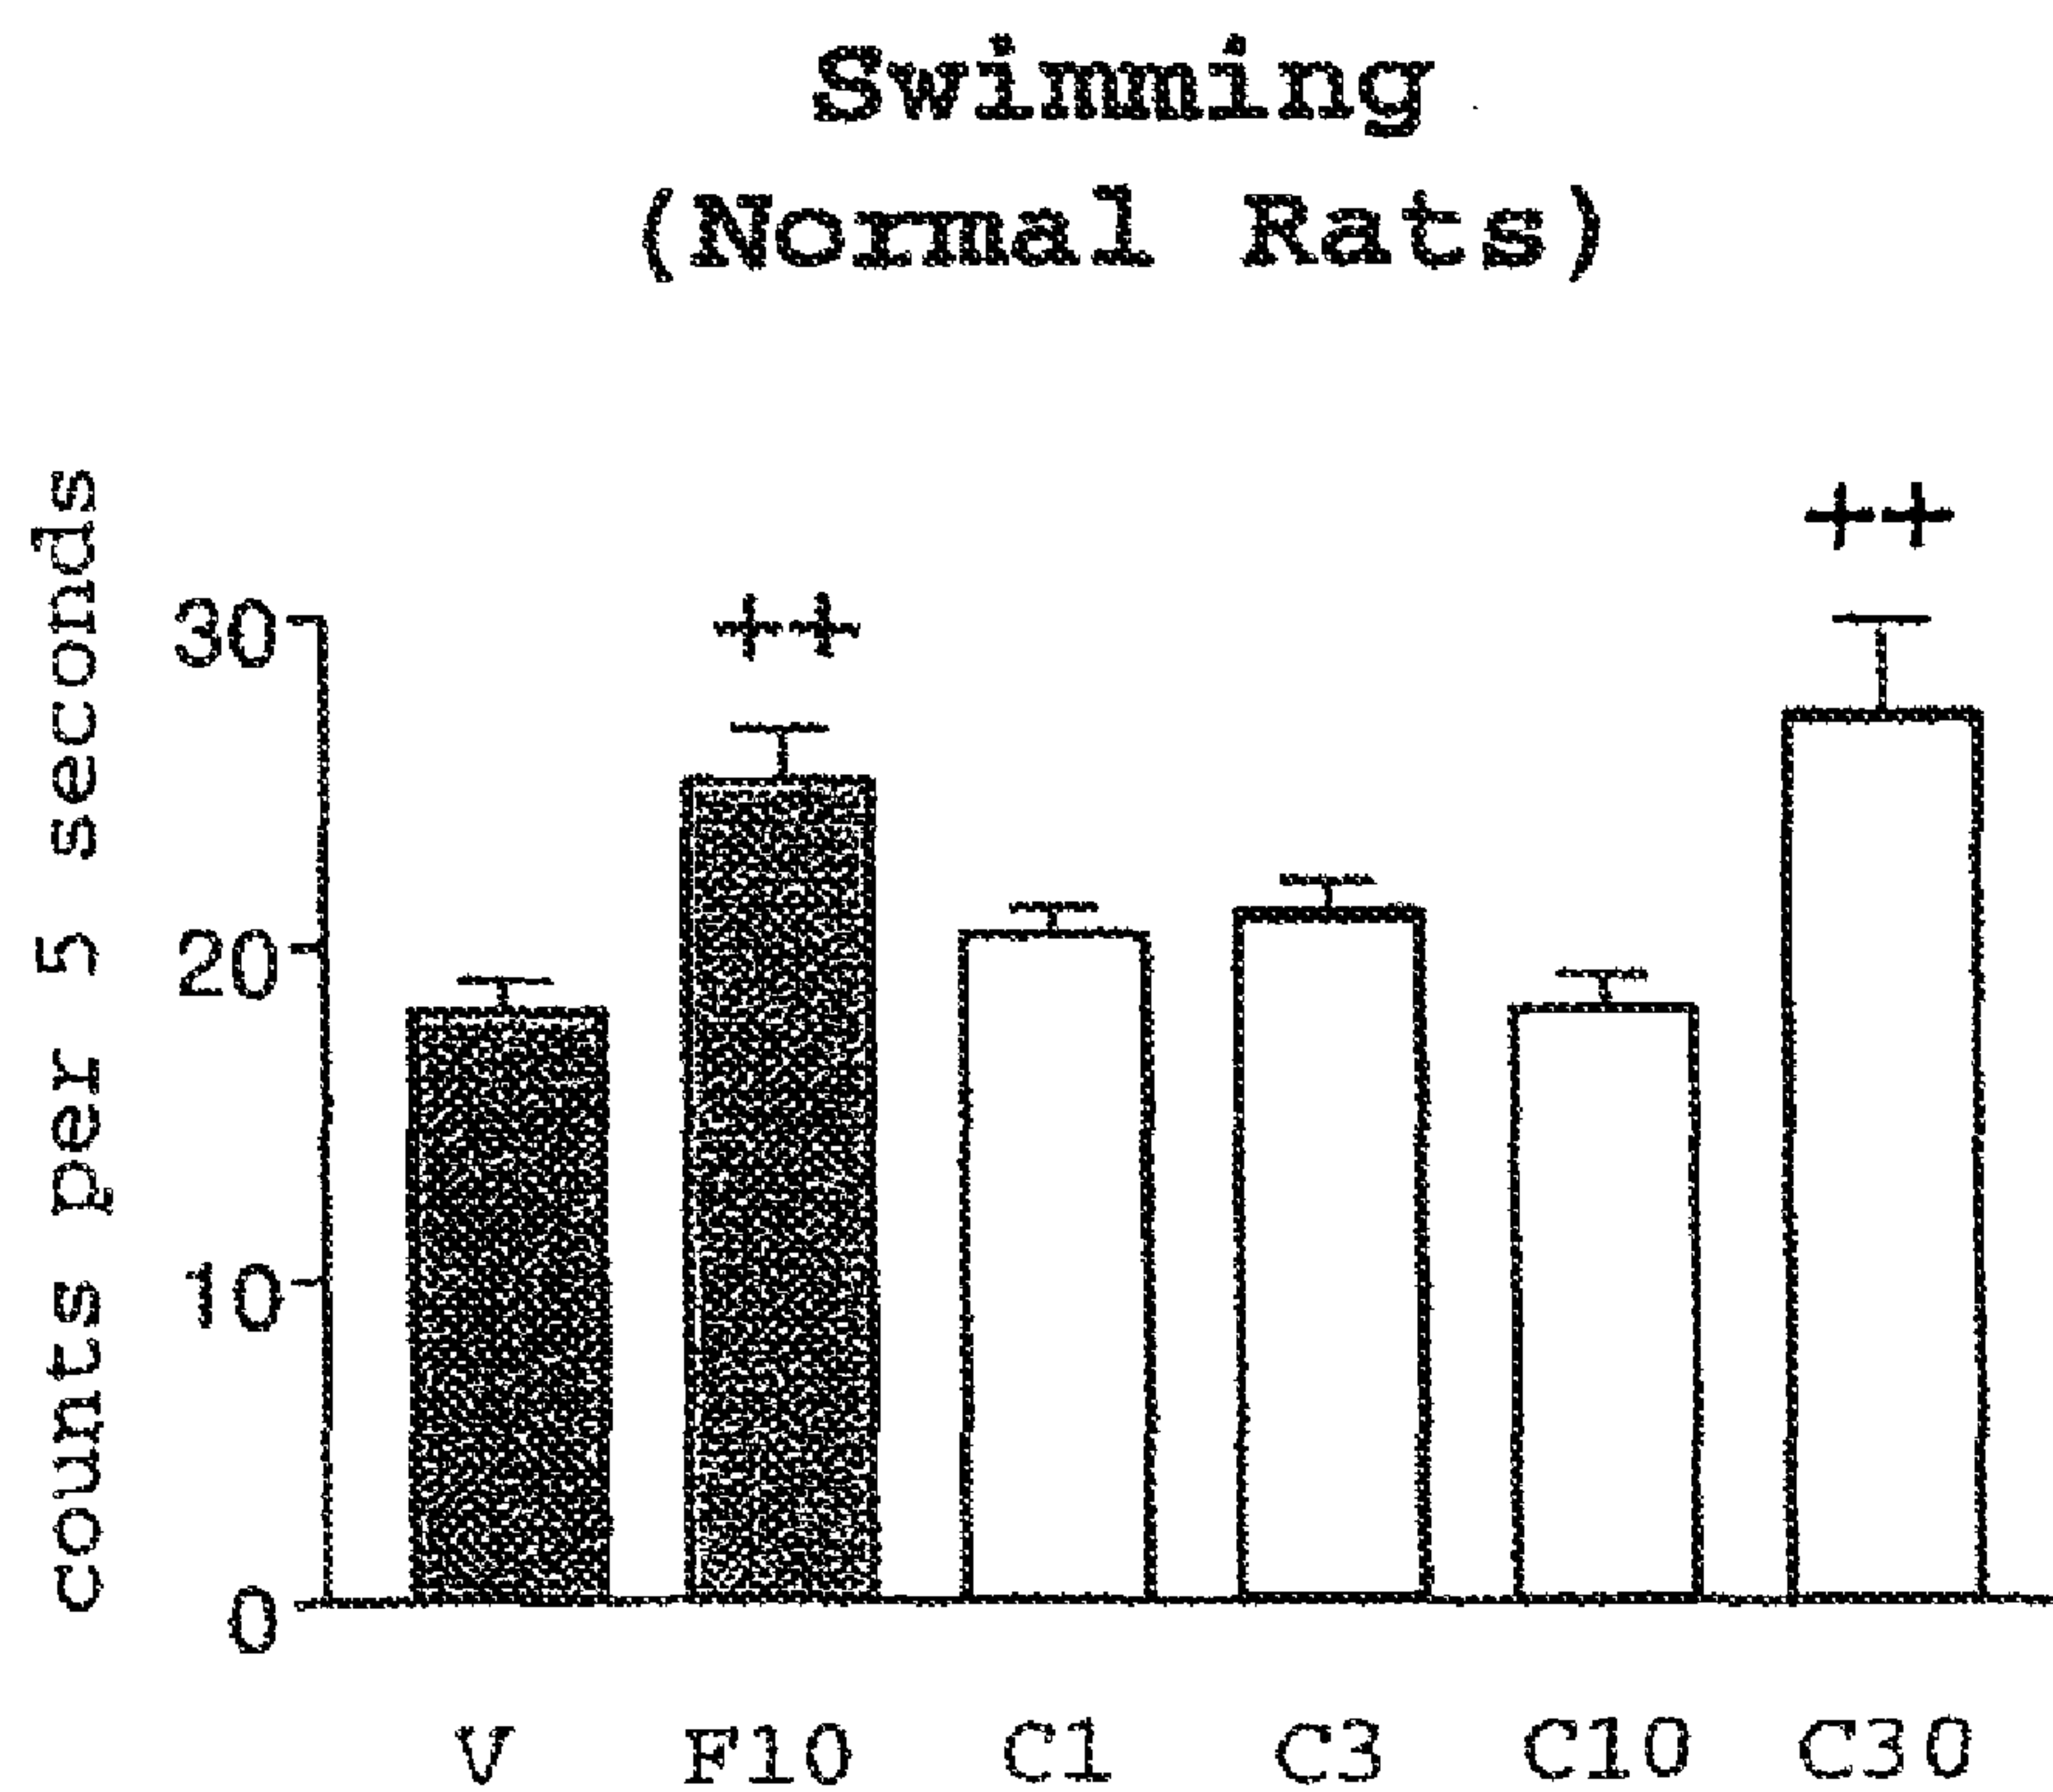 Swimming
(Normal Rats)
counts per 5 seconds
++
++
30
20
10
0
V F10 C1 C3 C10 C30